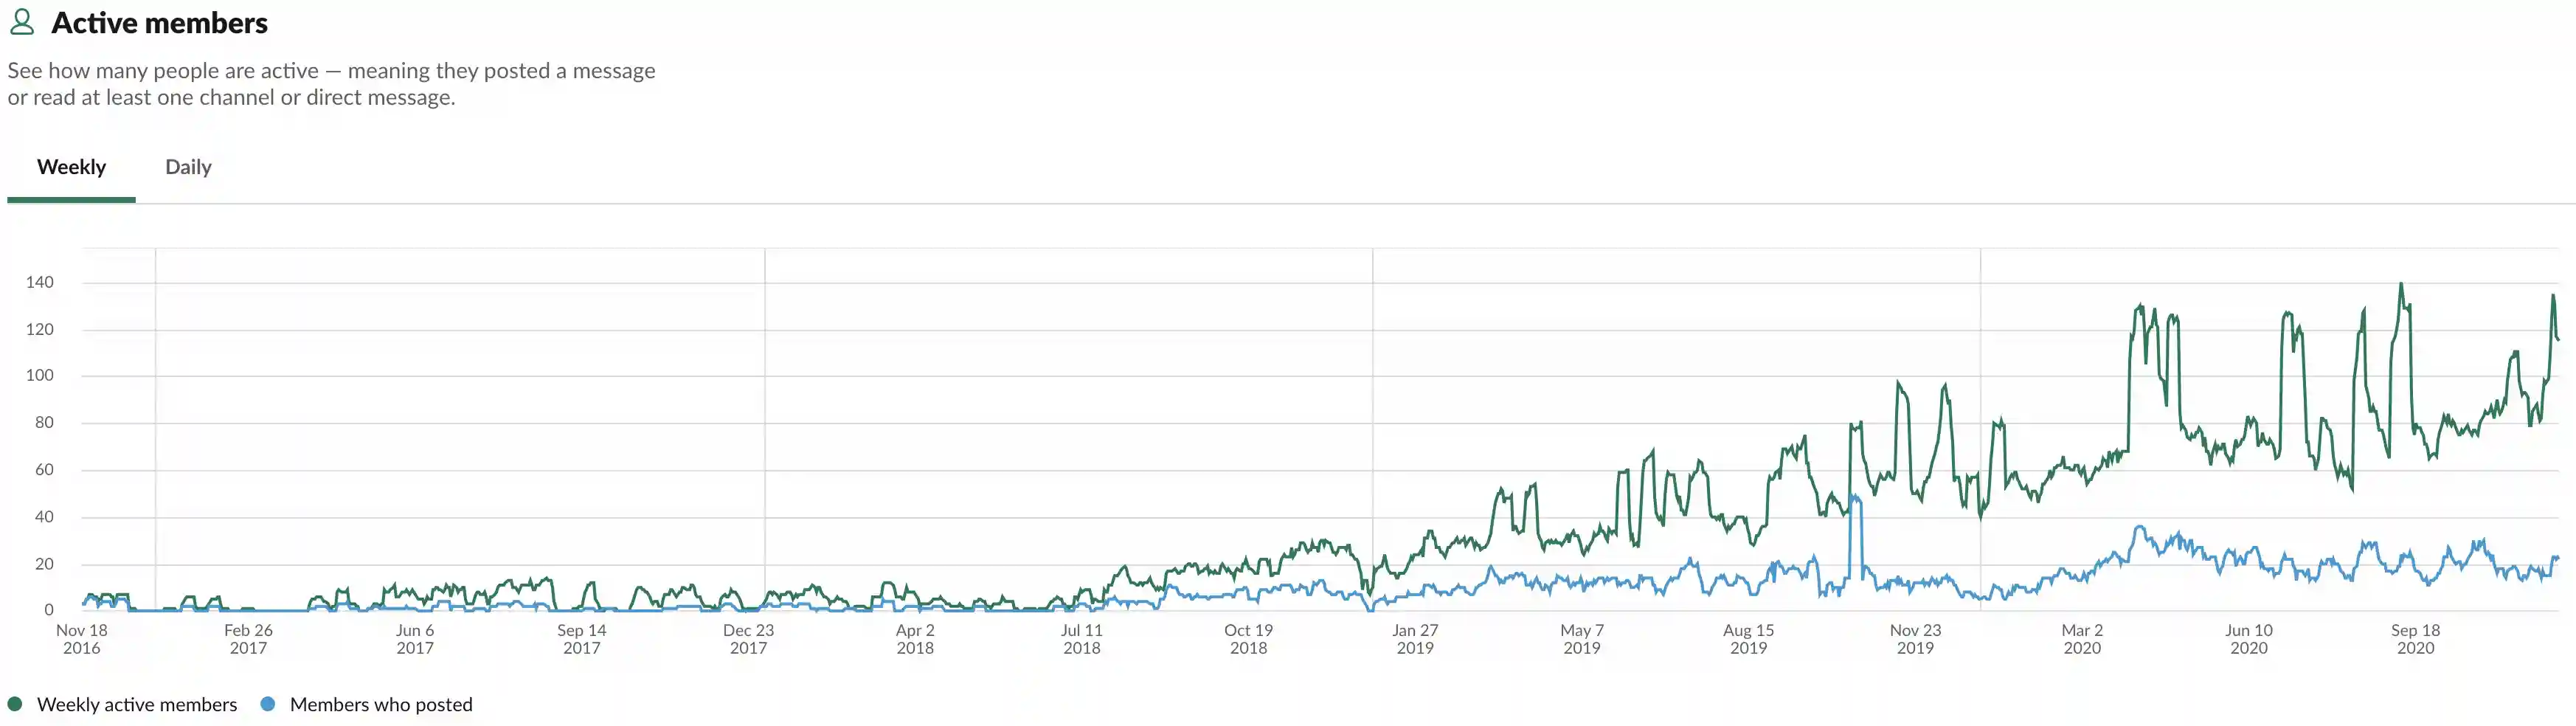 Active members
See how many people are active — meaning they posted a message
or read at least one channel or direct message.
Weekly Daily
140
120
100
80
60
40
20
0
Nov 18 Feb 26 Jun 6 Sep 14 Dec 23 Apr 2 Jul 11 Oct 19 Jan 27 May 7 Aug 15 Nov 23 Mar 2 Jun 10 Sep 18
2016 2017 2017 2017 2017 2018 2018 2018 2019 2019 2019 2019 2020 2020 2020
Weekly active members Members who posted